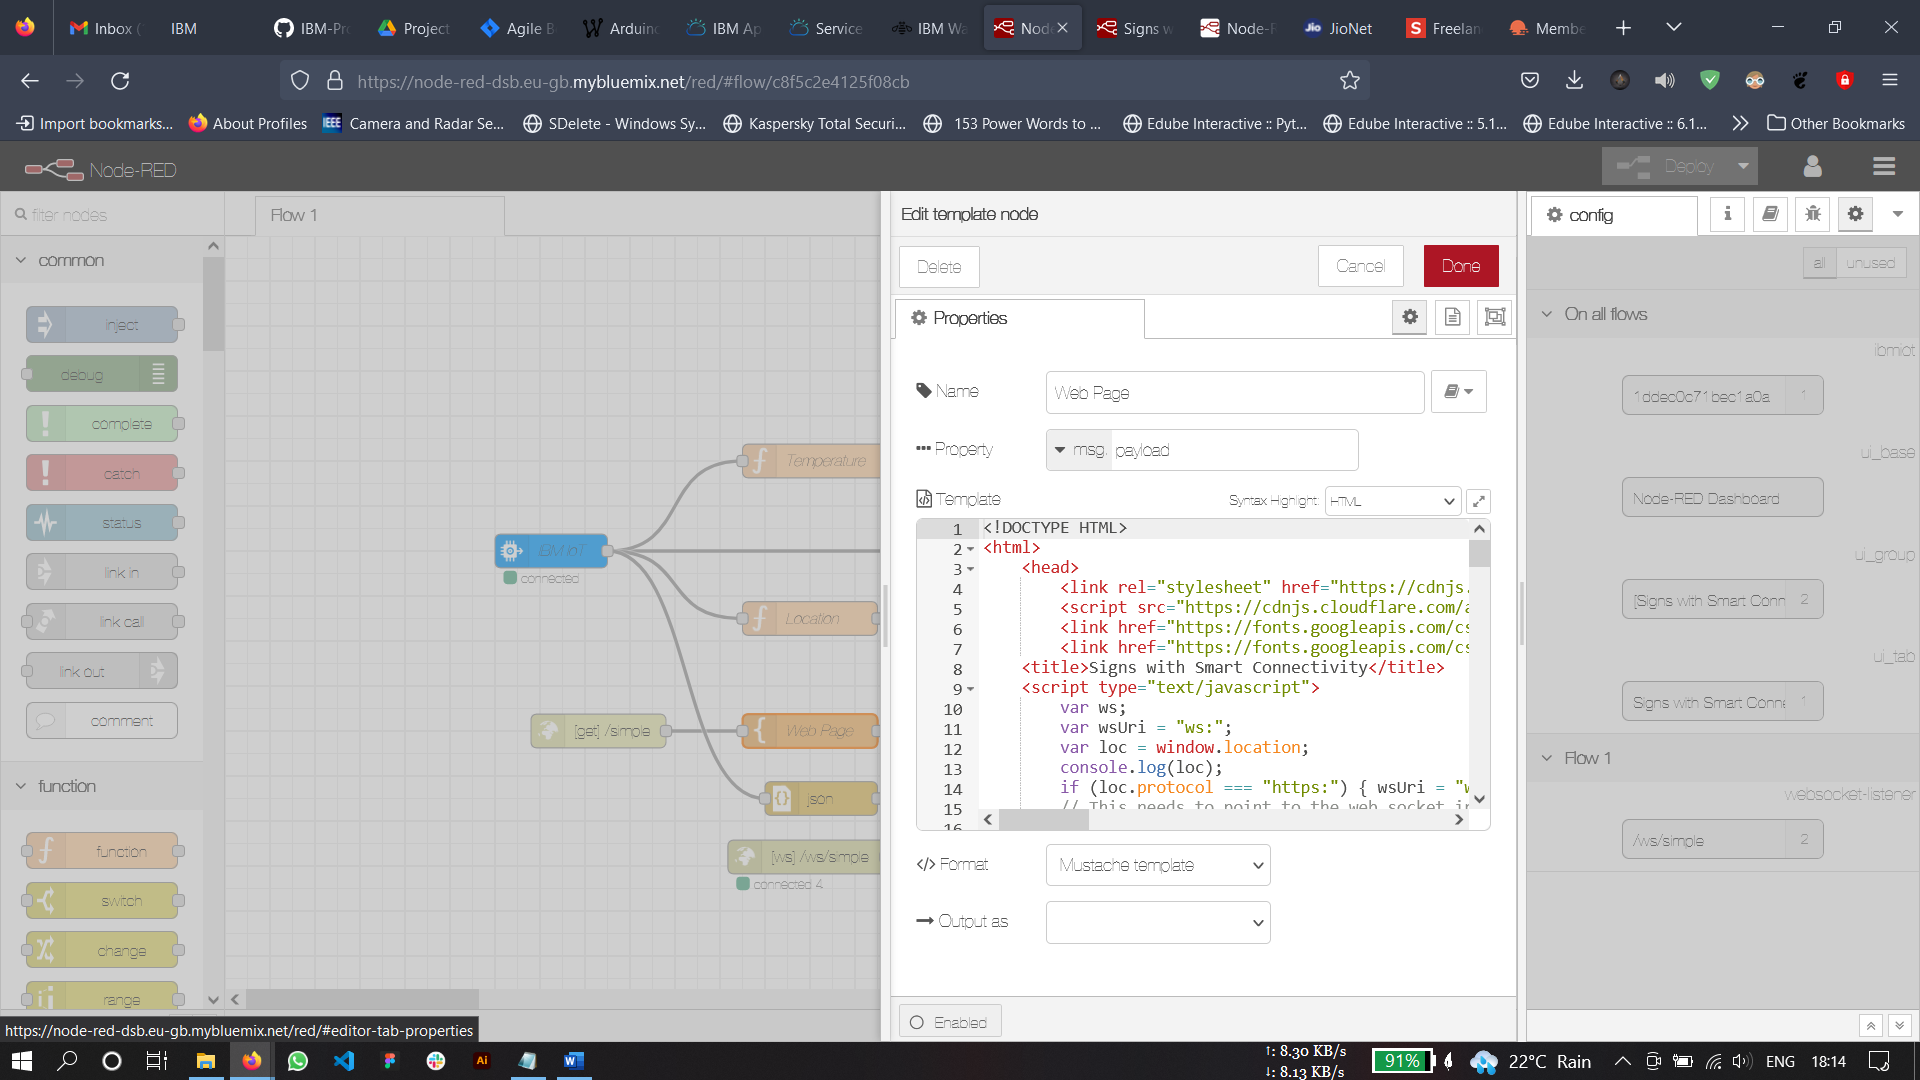 Inbox (
IBM
IBM-Pr
Project
Agile B
Arduino
IBM Ap
Service
IBM Wa
Node
Signs w
Node-R
JioNet
Freelan
Membe
https://node-red-dsb.eu-gb.mybluemix.net/red/#flow/c8f5c2e4125f08cb
Import bookmarks...
About Profiles
IEEE Camera and Radar Se...
SDelete - Windows Sy...
Kaspersky Total Securi...
153 Power Words to ...
Edube Interactive :: Pyt...
Edube Interactive :: 5.1...
Edube Interactive :: 6.1...
Other Bookmarks
Node-RED
Deploy
filter nodes
common
inject
debug
complete
catch
status
link in
link call
link out
comment
function
function
switch
change
range
Flow 1
Temperature
IBM IoT
connected
Location
[get] /simple
Web Page
json
[ws] /ws/simple
connected 4
Edit template node
Delete
Cancel
Done
Properties
Name
Web Page
Property
msg. payload
Template
Syntax Highlight: HTML
1 <!DOCTYPE HTML>
2 <html>
3 <head>
4 <link rel="stylesheet" href="https://cdnjs.
5 <script src="https://cdnjs.cloudflare.com/a
6 <link href="https://fonts.googleapis.com/cs
7 <link href="https://fonts.googleapis.com/cs
8 <title>Signs with Smart Connectivity</title>
9 <script type="text/javascript">
10 var ws;
11 var wsUri = "ws:";
12 var loc = window.location;
13 console.log(loc);
14 if (loc.protocol === "https:") { wsUri = "w
15 // This needs to point to the web socket in
16
Format
Mustache template
Output as
Enabled
config
all
unused
On all flows
ibmiot
1ddec0c71bec1a0a 1
ui_base
Node-RED Dashboard
ui_group
[Signs with Smart Conn 2
ui_tab
Signs with Smart Conne 1
Flow 1
websocket-listener
/ws/simple 2
https://node-red-dsb.eu-gb.mybluemix.net/red/#editor-tab-properties
↑: 8.30 KB/s
↓: 8.13 KB/s
91%
22°C Rain
ENG
18:14